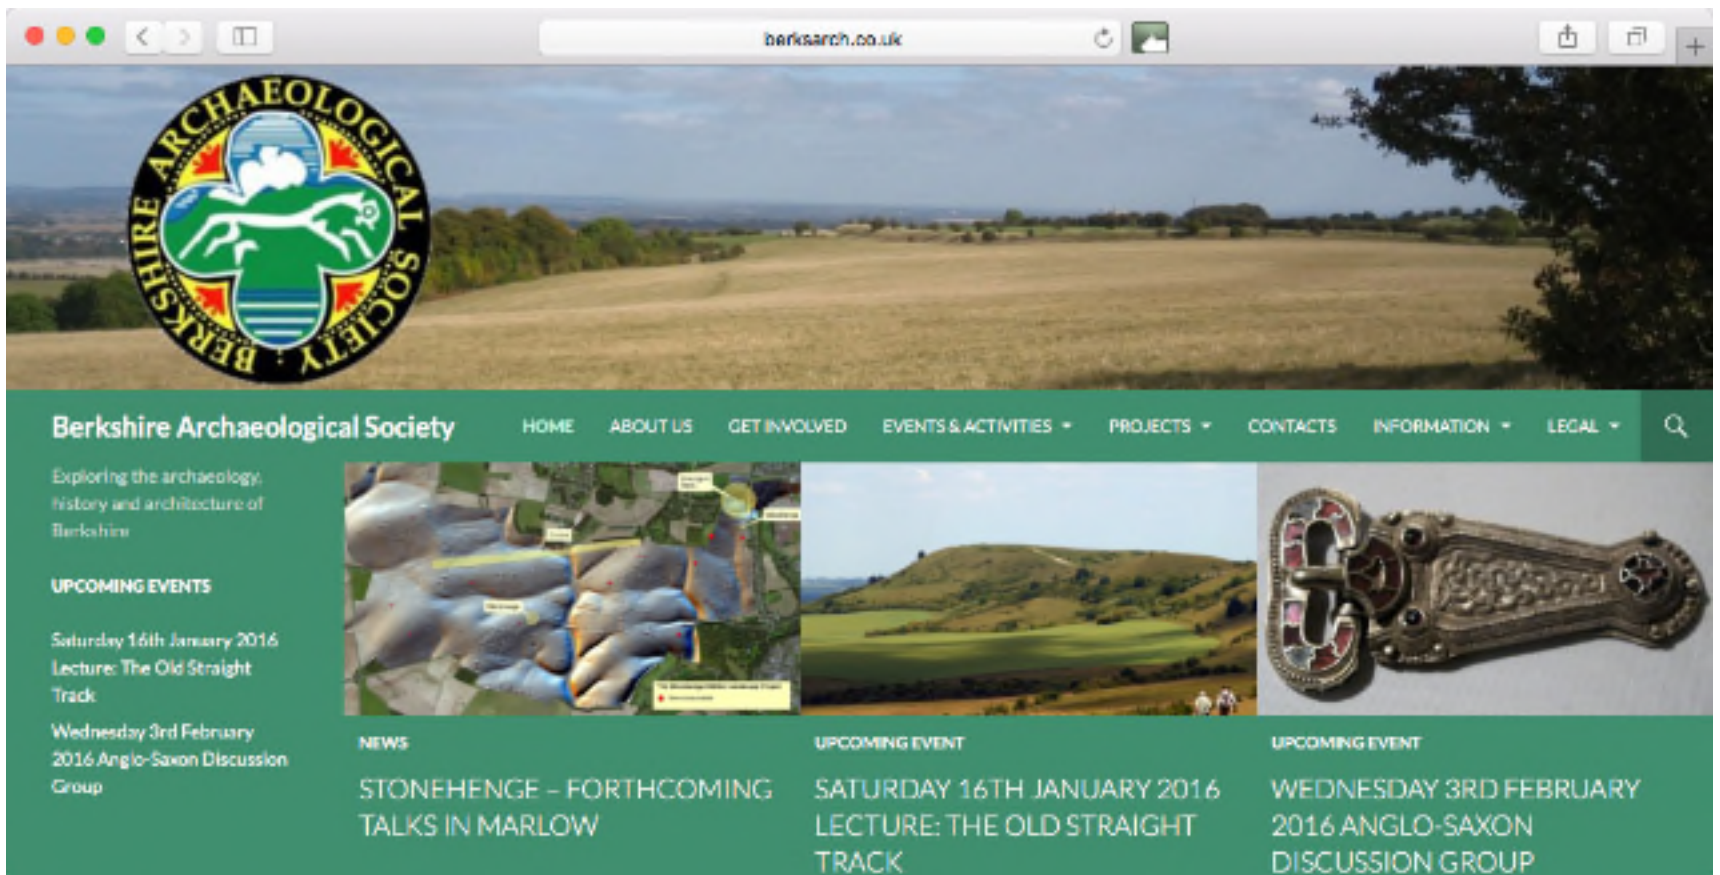 berksarch.co.uk
BERKSHIRE ARCHAEOLOGICAL SOCIETY
Berkshire Archaeological Society
HOME ABOUT US GET INVOLVED EVENTS & ACTIVITIES PROJECTS CONTACTS INFORMATION LEGAL
Exploring the archaeology,
history and architecture of
Berkshire
UPCOMING EVENTS
Saturday 16th January 2016
Lecture: The Old Straight
Track
Wednesday 3rd February
2016 Anglo-Saxon Discussion
Group
NEWS
STONEHENGE – FORTHCOMING
TALKS IN MARLOW
UPCOMING EVENT
SATURDAY 16TH JANUARY 2016
LECTURE: THE OLD STRAIGHT
TRACK
UPCOMING EVENT
WEDNESDAY 3RD FEBRUARY
2016 ANGLO-SAXON
DISCUSSION GROUP